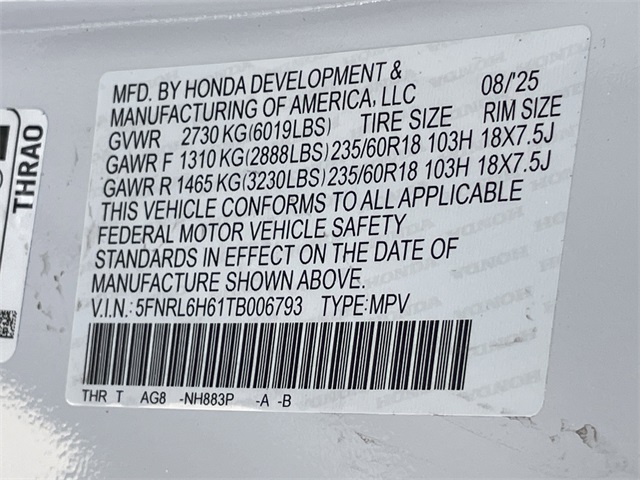 MFD. BY HONDA DEVELOPMENT & 08/'25
MANUFACTURING OF AMERICA, LLC
GVWR 2730 KG(6019LBS) TIRE SIZE RIM SIZE
GAWR F 1310 KG(2888LBS) 235/60R18 103H 18X7.5J
GAWR R 1465 KG(3230LBS) 235/60R18 103H 18X7.5J
THIS VEHICLE CONFORMS TO ALL APPLICABLE
FEDERAL MOTOR VEHICLE SAFETY
STANDARDS IN EFFECT ON THE DATE OF
MANUFACTURE SHOWN ABOVE.
V.I.N.: 5FNRL6H61TB006793 TYPE:MPV
THR T AG8 -NH883P -A -B
THRAO
HONDA